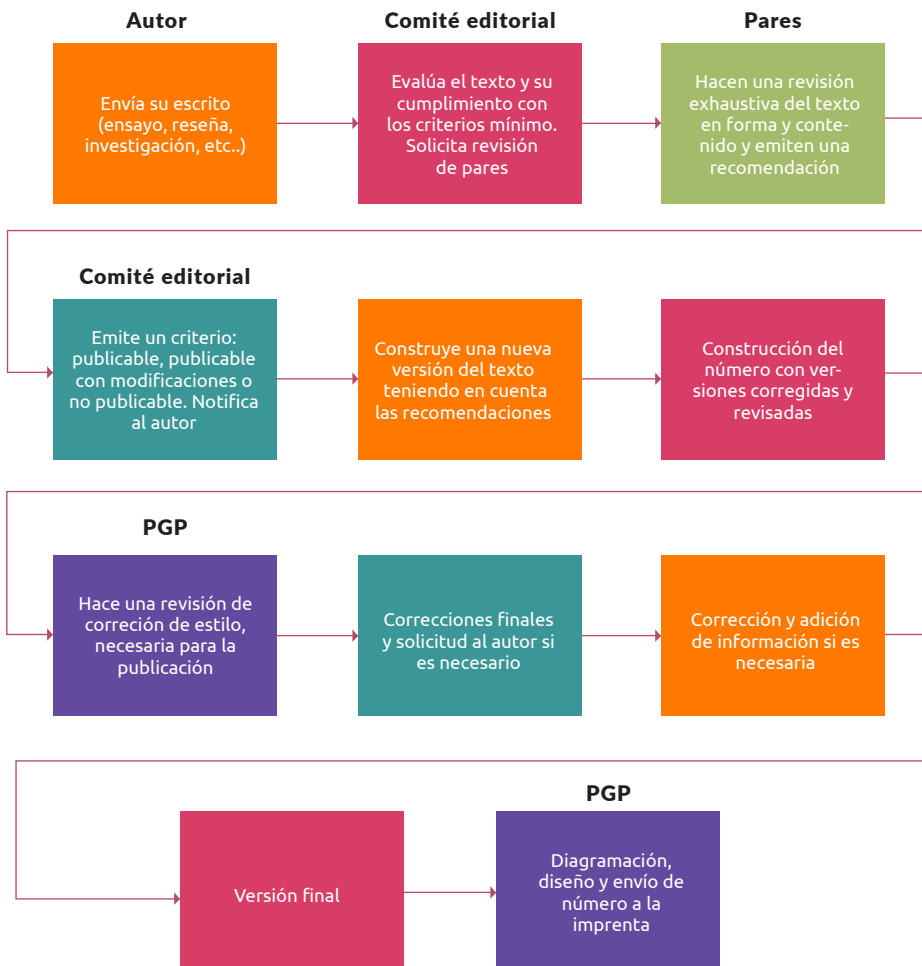 Autor
Comité editorial
Pares
Envía su escrito
(ensayo, reseña,
investigación, etc..)
Evalúa el texto y su
cumplimiento con
los criterios mínimo.
Solicita revisión
de pares
Hacen una revisión
exhaustiva del texto
en forma y conte-
nido y emiten una
recomendación
Comité editorial
Emite un criterio:
publicable, publicable
con modificaciones o
no publicable. Notifica
al autor
Construye una nueva
versión del texto
teniendo en cuenta
las recomendaciones
Construcción del
número con ver-
siones corregidas y
revisadas
PGP
Hace una revisión de
correción de estilo,
necesaria para la
publicación
Correcciones finales
y solicitud al autor si
es necesario
Corrección y adición
de información si es
necesaria
Versión final
PGP
Diagramación,
diseño y envío de
número a la
imprenta